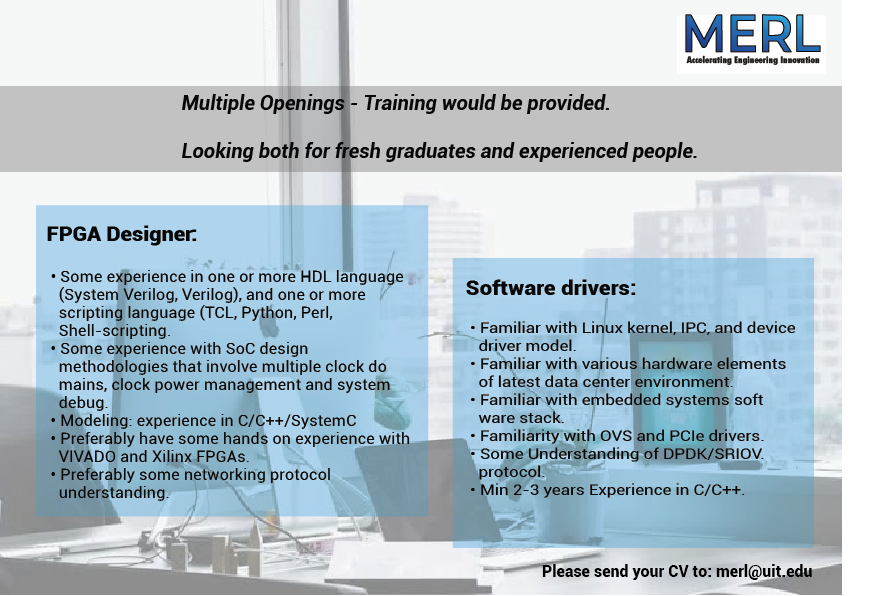 MERL
Accelerating Engineering Innovation
Multiple Openings - Training would be provided.
Looking both for fresh graduates and experienced people.
FPGA Designer:
• Some experience in one or more HDL language
(System Verilog, Verilog), and one or more
scripting language (TCL, Python, Perl,
Shell-scripting.
• Some experience with SoC design
methodologies that involve multiple clock do
mains, clock power management and system
debug.
• Modeling: experience in C/C++/SystemC
• Preferably have some hands on experience with
VIVADO and Xilinx FPGAs.
• Preferably some networking protocol
understanding.
Software drivers:
• Familiar with Linux kernel, IPC, and device
driver model.
• Familiar with various hardware elements
of latest data center environment.
• Familiar with embedded systems soft
ware stack.
• Familiarity with OVS and PCIe drivers.
• Some Understanding of DPDK/SRIOV.
protocol.
• Min 2-3 years Experience in C/C++.
Please send your CV to: merl@uit.edu